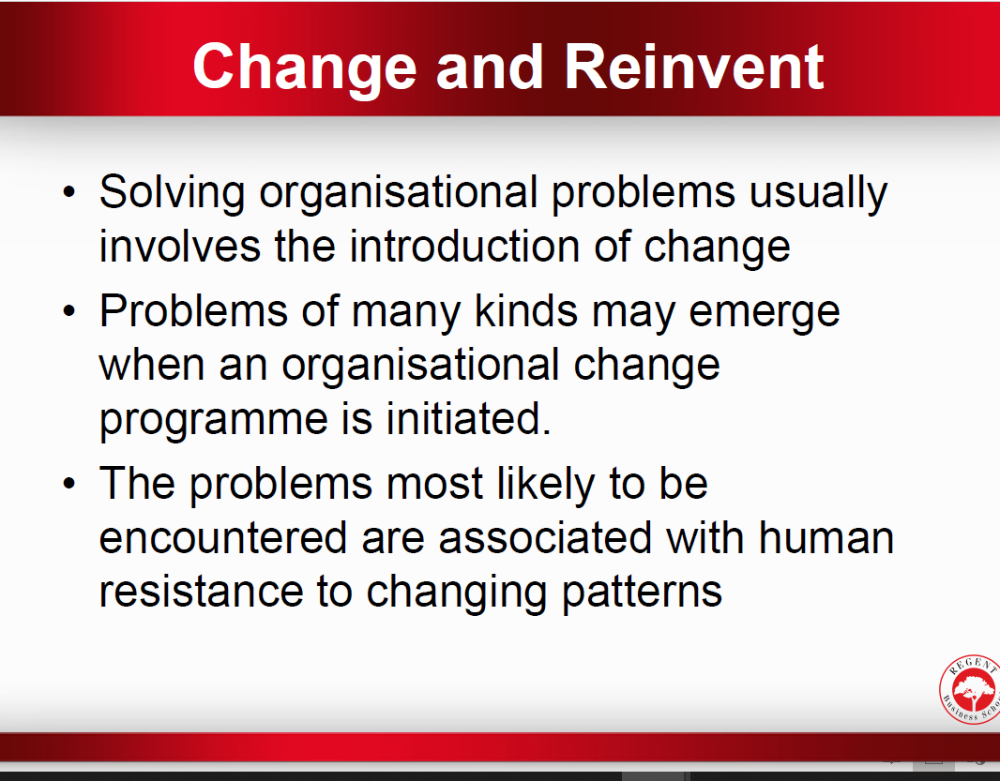 Change and Reinvent
• Solving organisational problems usually
involves the introduction of change
• Problems of many kinds may emerge
when an organisational change
programme is initiated.
• The problems most likely to be
encountered are associated with human
resistance to changing patterns
REGENT
Business School